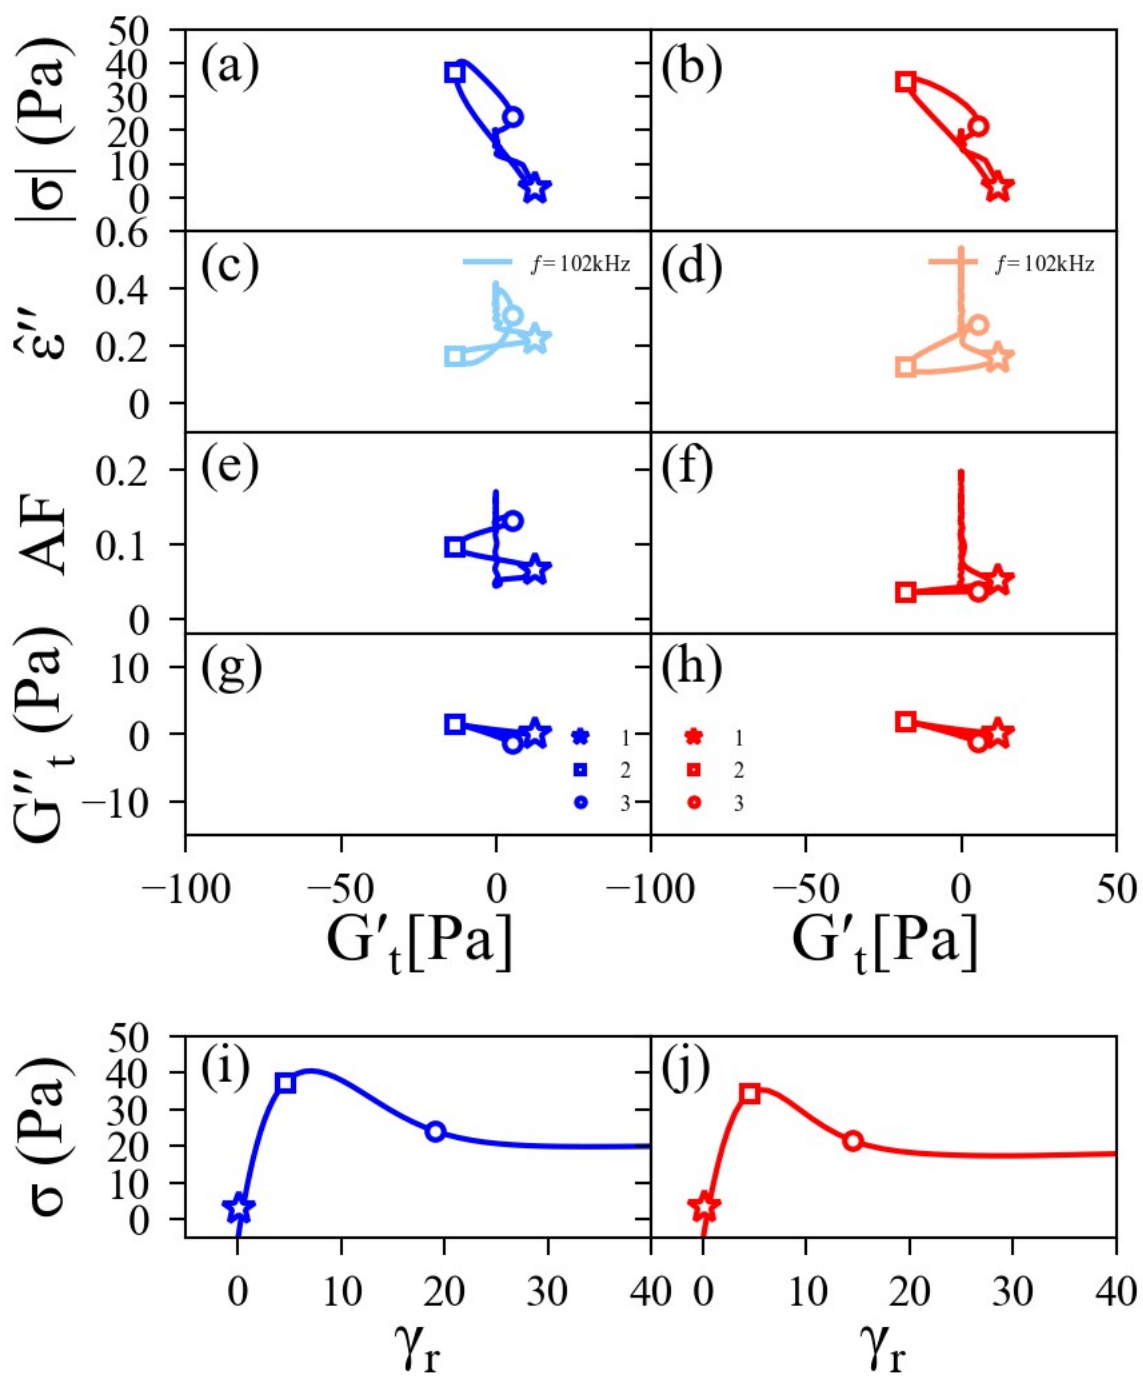 50
40
30
20
10
0
|σ| (Pa)
(a)
(b)
0.6
0.4
0.2
0
ε̂″
(c)
f = 102kHz
(d)
f = 102kHz
0.2
0.1
0
AF
(e)
(f)
10
0
−10
G″t (Pa)
(g)
1
2
3
(h)
1
2
3
−100
−50
0
−100
−50
0
50
G′t[Pa]
G′t[Pa]
50
40
30
20
10
0
σ (Pa)
(i)
(j)
0
10
20
30
40
0
10
20
30
40
γr
γr